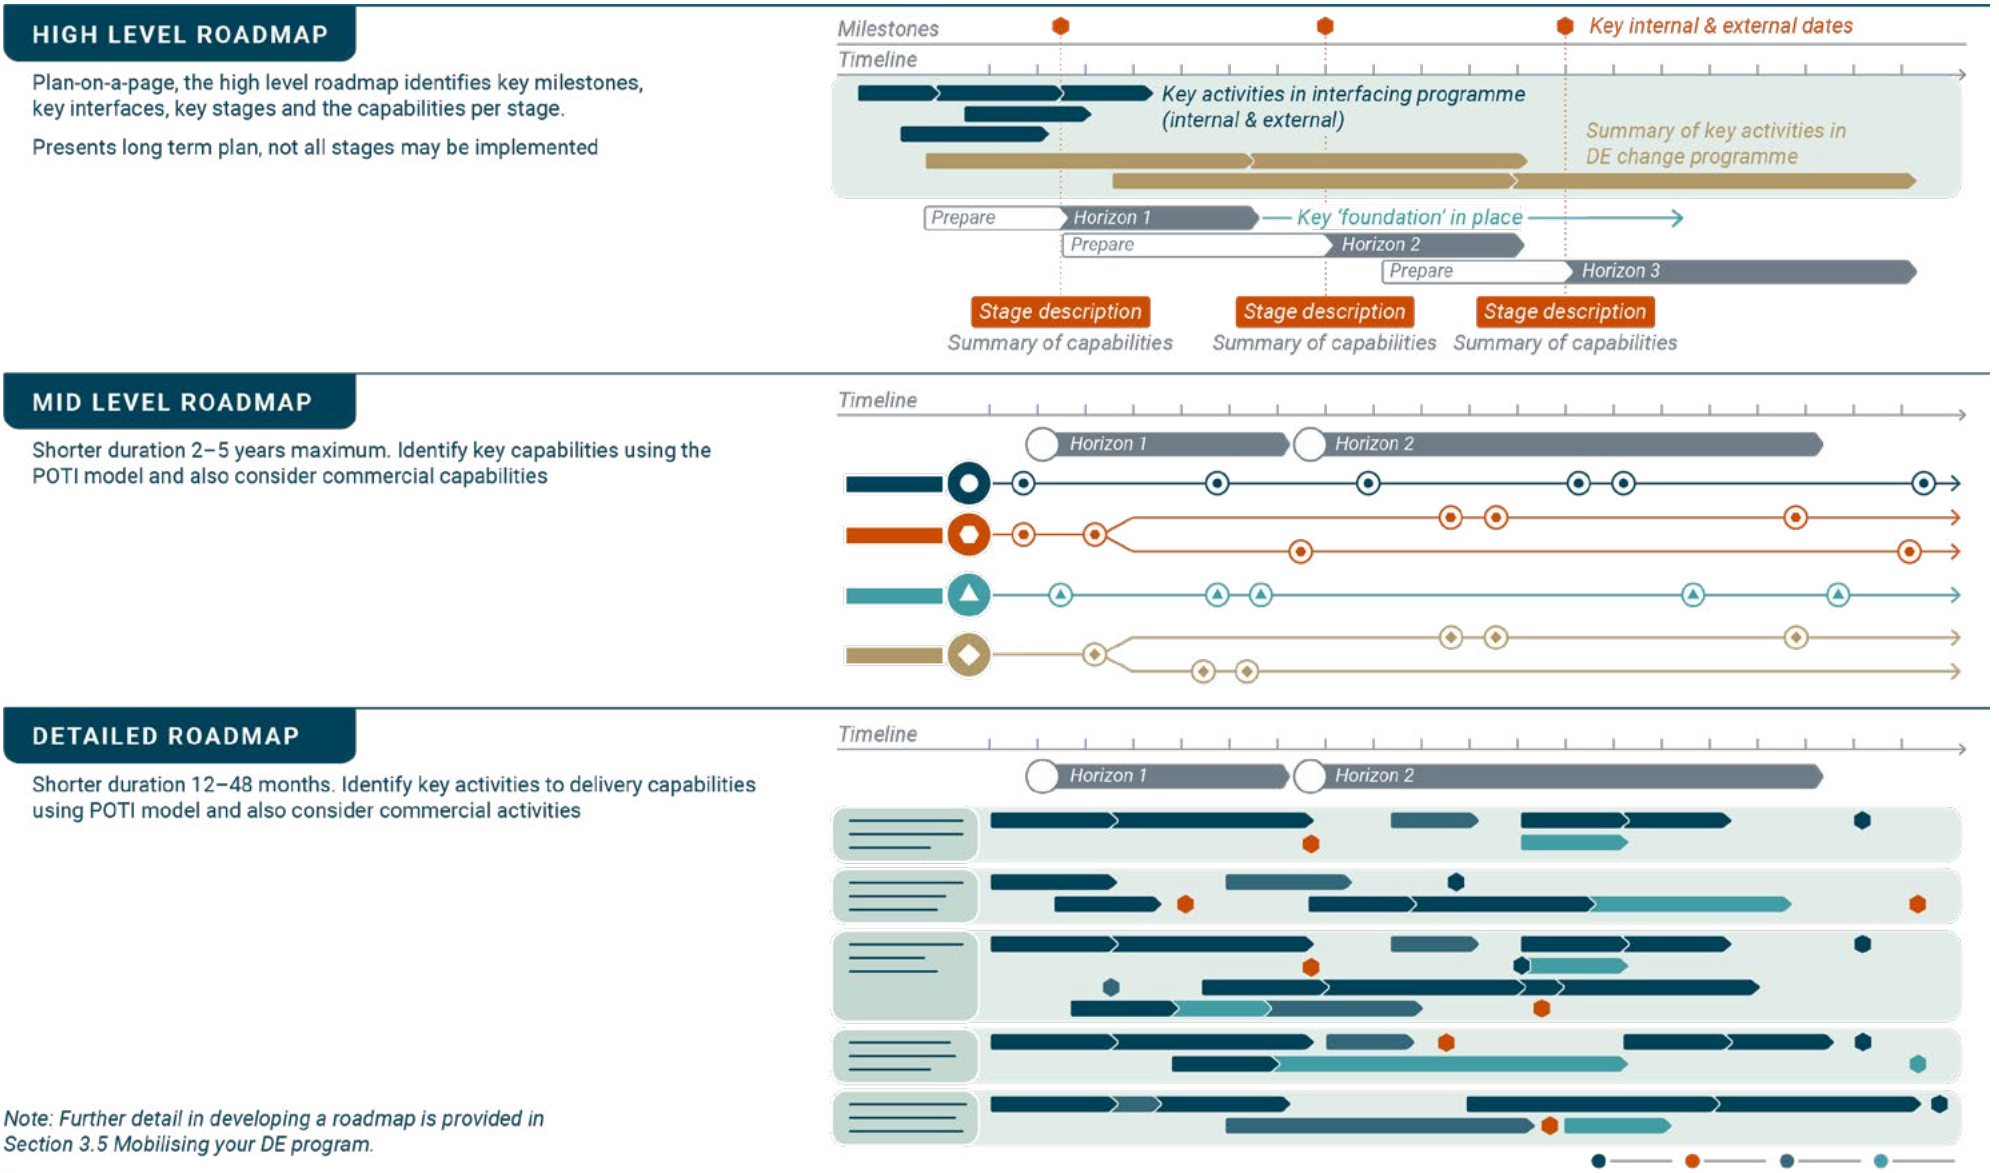 HIGH LEVEL ROADMAP
Plan-on-a-page, the high level roadmap identifies key milestones,
key interfaces, key stages and the capabilities per stage.
Presents long term plan, not all stages may be implemented
Milestones
Key internal & external dates
Timeline
Key activities in interfacing programme
(internal & external)
Summary of key activities in
DE change programme
Prepare
Horizon 1
Key 'foundation' in place
Prepare
Horizon 2
Prepare
Horizon 3
Stage description
Stage description
Stage description
Summary of capabilities
Summary of capabilities
Summary of capabilities
MID LEVEL ROADMAP
Shorter duration 2–5 years maximum. Identify key capabilities using the
POTI model and also consider commercial capabilities
Timeline
Horizon 1
Horizon 2
DETAILED ROADMAP
Shorter duration 12–48 months. Identify key activities to delivery capabilities
using POTI model and also consider commercial activities
Timeline
Horizon 1
Horizon 2
Note: Further detail in developing a roadmap is provided in
Section 3.5 Mobilising your DE program.